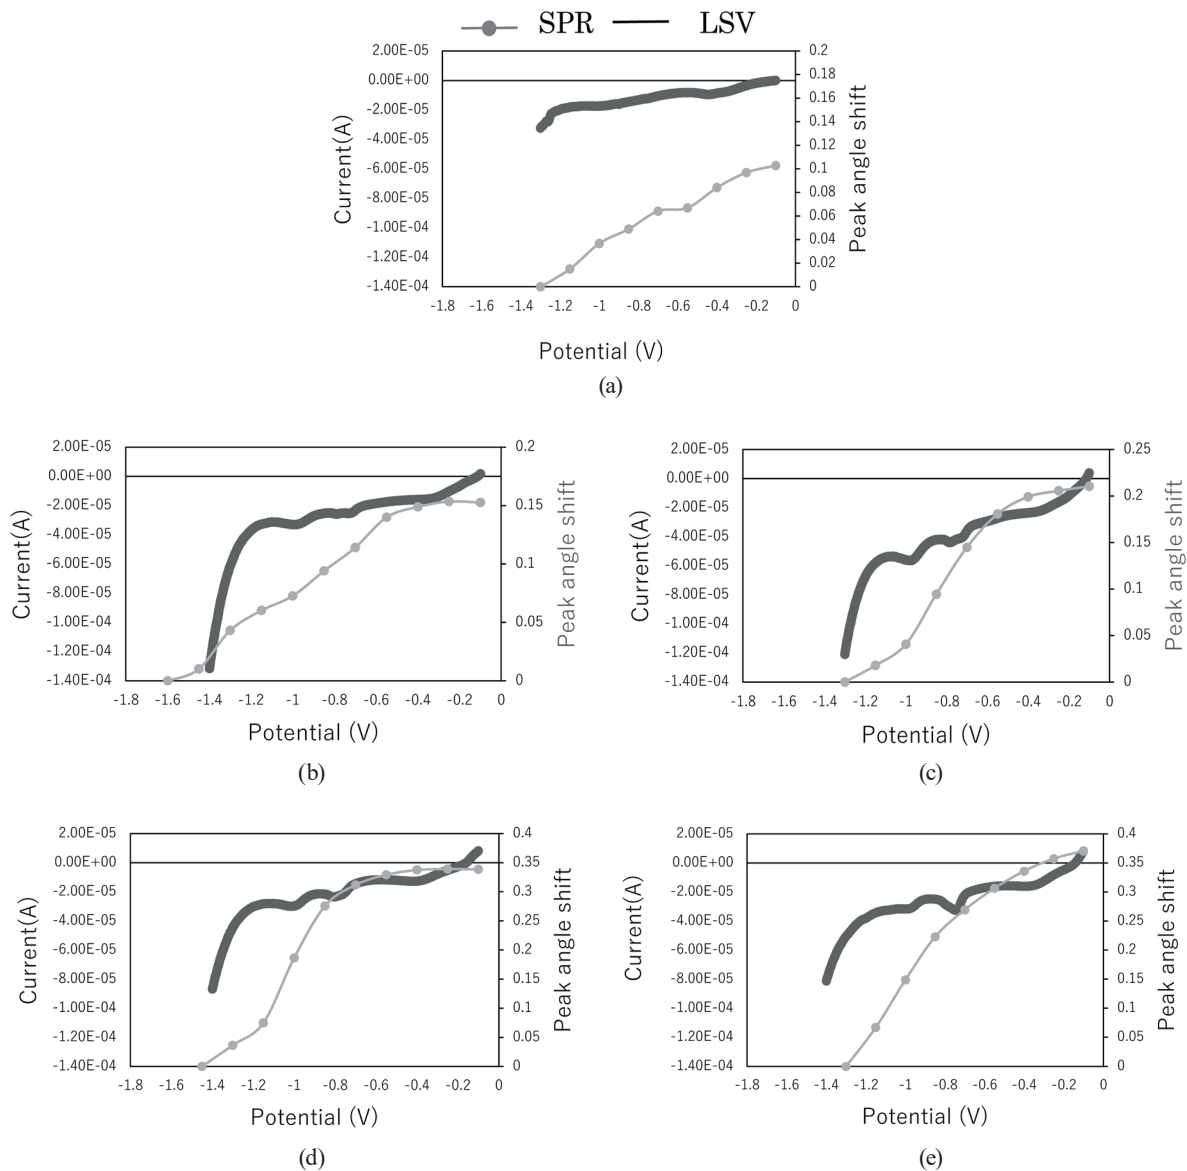 SPR LSV
2.00E-05
0.00E+00
-2.00E-05
-4.00E-05
-6.00E-05
-8.00E-05
-1.00E-04
-1.20E-04
-1.40E-04
Current(A)
0.2
0.18
0.16
0.14
0.12
0.1
0.08
0.06
0.04
0.02
0
Peak angle shift
-1.8 -1.6 -1.4 -1.2 -1 -0.8 -0.6 -0.4 -0.2 0
Potential (V)
(a)
2.00E-05
0.00E+00
-2.00E-05
-4.00E-05
-6.00E-05
-8.00E-05
-1.00E-04
-1.20E-04
-1.40E-04
Current(A)
0.2
0.15
0.1
0.05
0
Peak angle shift
-1.8 -1.6 -1.4 -1.2 -1 -0.8 -0.6 -0.4 -0.2 0
Potential (V)
(b)
2.00E-05
0.00E+00
-2.00E-05
-4.00E-05
-6.00E-05
-8.00E-05
-1.00E-04
-1.20E-04
-1.40E-04
Current(A)
0.25
0.2
0.15
0.1
0.05
0
Peak angle shift
-1.8 -1.6 -1.4 -1.2 -1 -0.8 -0.6 -0.4 -0.2 0
Potential (V)
(c)
2.00E-05
0.00E+00
-2.00E-05
-4.00E-05
-6.00E-05
-8.00E-05
-1.00E-04
-1.20E-04
-1.40E-04
Current(A)
0.4
0.35
0.3
0.25
0.2
0.15
0.1
0.05
0
Peak angle shift
-1.8 -1.6 -1.4 -1.2 -1 -0.8 -0.6 -0.4 -0.2 0
Potential (V)
(d)
2.00E-05
0.00E+00
-2.00E-05
-4.00E-05
-6.00E-05
-8.00E-05
-1.00E-04
-1.20E-04
-1.40E-04
Current(A)
0.4
0.35
0.3
0.25
0.2
0.15
0.1
0.05
0
Peak angle shift
-1.8 -1.6 -1.4 -1.2 -1 -0.8 -0.6 -0.4 -0.2 0
Potential (V)
(e)